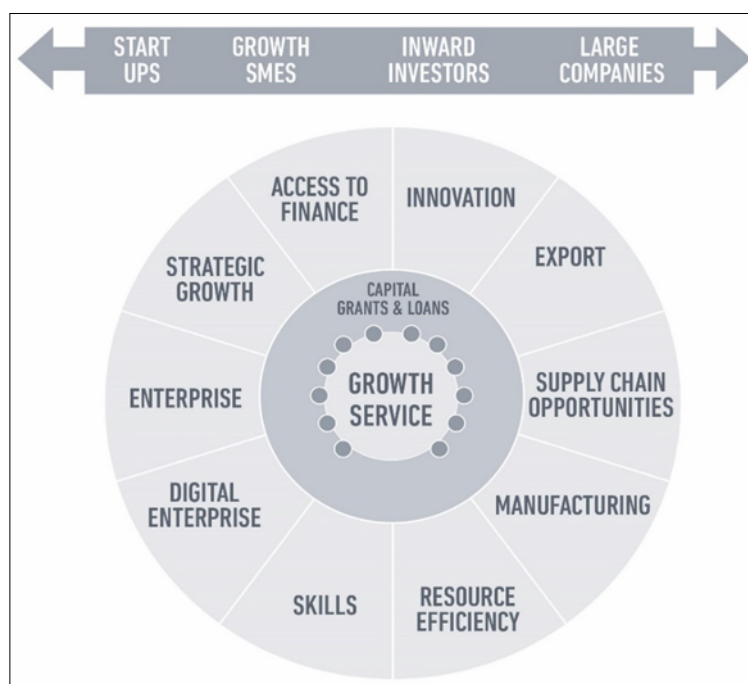 START
UPS
GROWTH
SMES
INWARD
INVESTORS
LARGE
COMPANIES
ACCESS TO
FINANCE
INNOVATION
STRATEGIC
GROWTH
EXPORT
CAPITAL
GRANTS & LOANS
GROWTH
SERVICE
ENTERPRISE
SUPPLY CHAIN
OPPORTUNITIES
DIGITAL
ENTERPRISE
MANUFACTURING
SKILLS
RESOURCE
EFFICIENCY